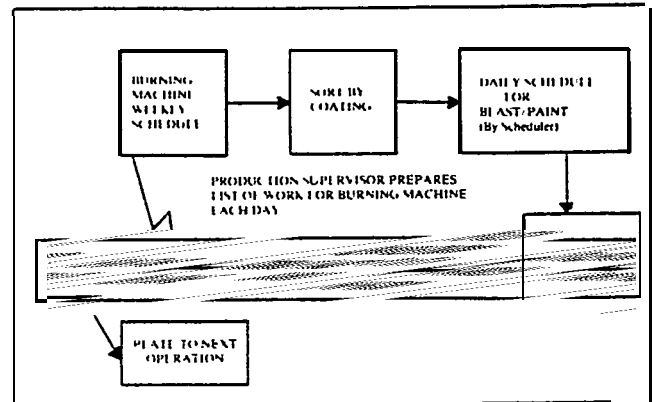 BURNING
MACHINE
WEEKLY
SCHEDULE
SORT BY
COATING
DAILY SCHEDULE
FOR
BLAST/PAINT
(By Scheduler)
PRODUCTION SUPERVISOR PREPARES
LIST OF WORK FOR BURNING MACHINE
EACH DAY
PLATE TO NEXT
OPERATION